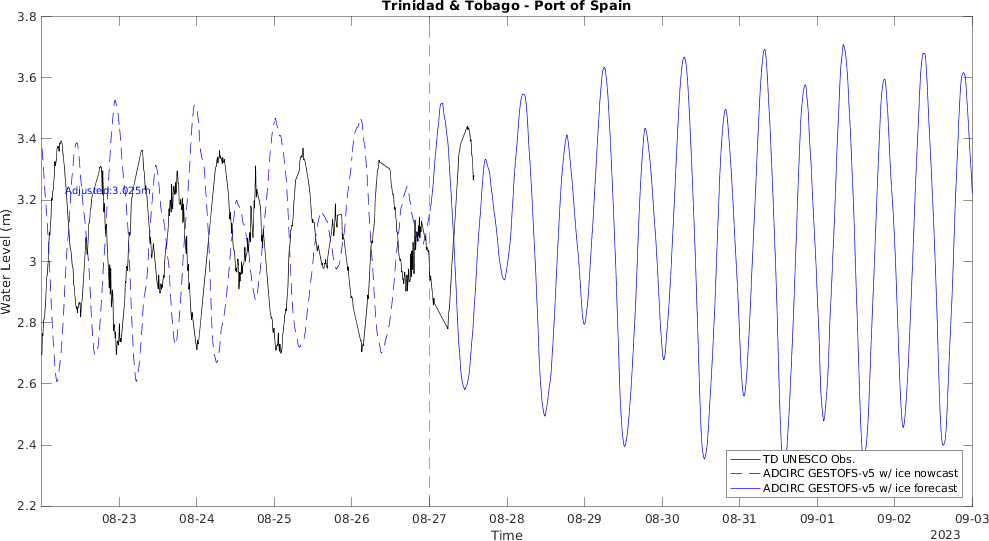 Trinidad & Tobago - Port of Spain
3.8
3.6
3.4
3.2
3
2.8
2.6
2.4
2.2
Water Level (m)
Adjusted:3.025m
TD UNESCO Obs.
ADCIRC GESTOFS-v5 w/ ice nowcast
ADCIRC GESTOFS-v5 w/ ice forecast
08-23 08-24 08-25 08-26 08-27 08-28 08-29 08-30 08-31 09-01 09-02 09-03
Time
2023